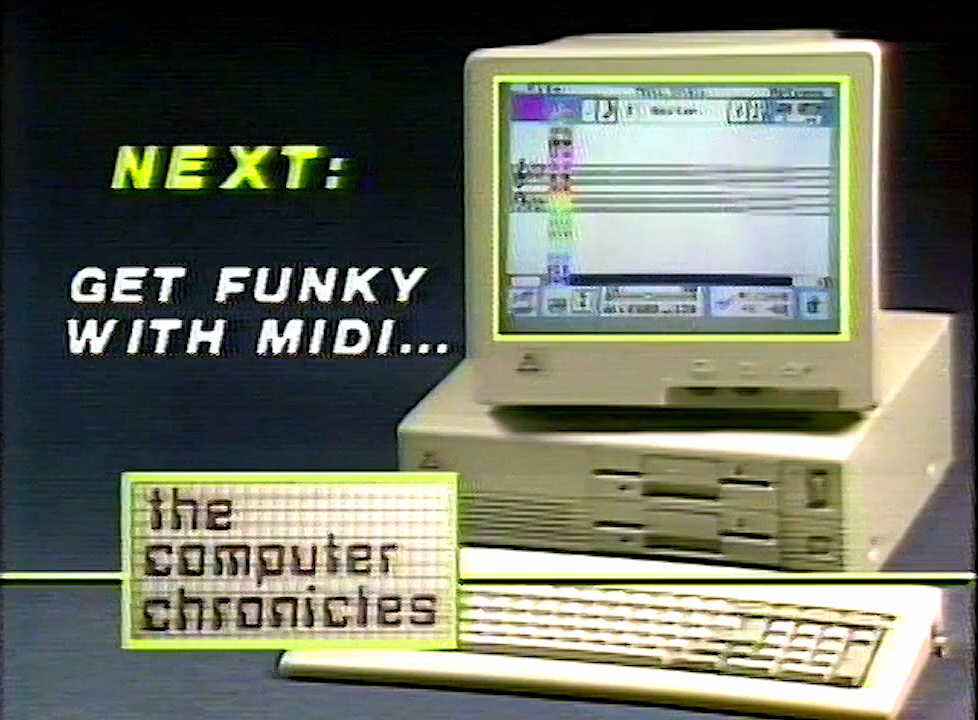 NEXT:
GET FUNKY
WITH MIDI...
the
computer
chronicles